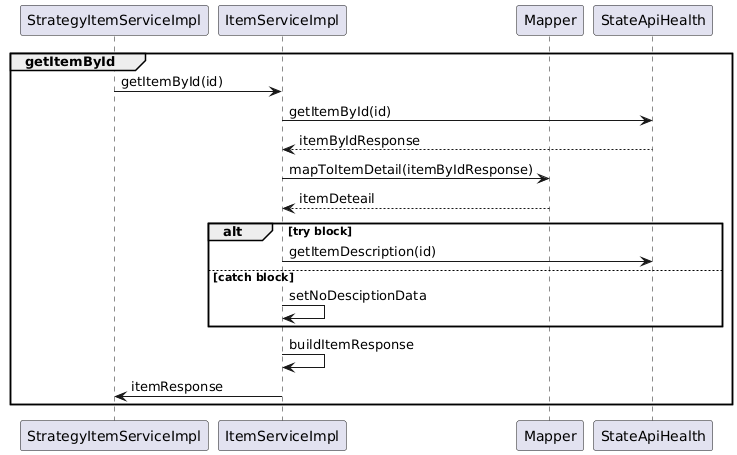 StrategyItemServiceImpl ItemServiceImpl Mapper StateApiHealth
getItemById
getItemById(id)
getItemById(id)
itemByIdResponse
mapToItemDetail(itemByIdResponse)
itemDeteail
alt [try block]
getItemDescription(id)
[catch block]
setNoDesciptionData
buildItemResponse
itemResponse
StrategyItemServiceImpl ItemServiceImpl Mapper StateApiHealth